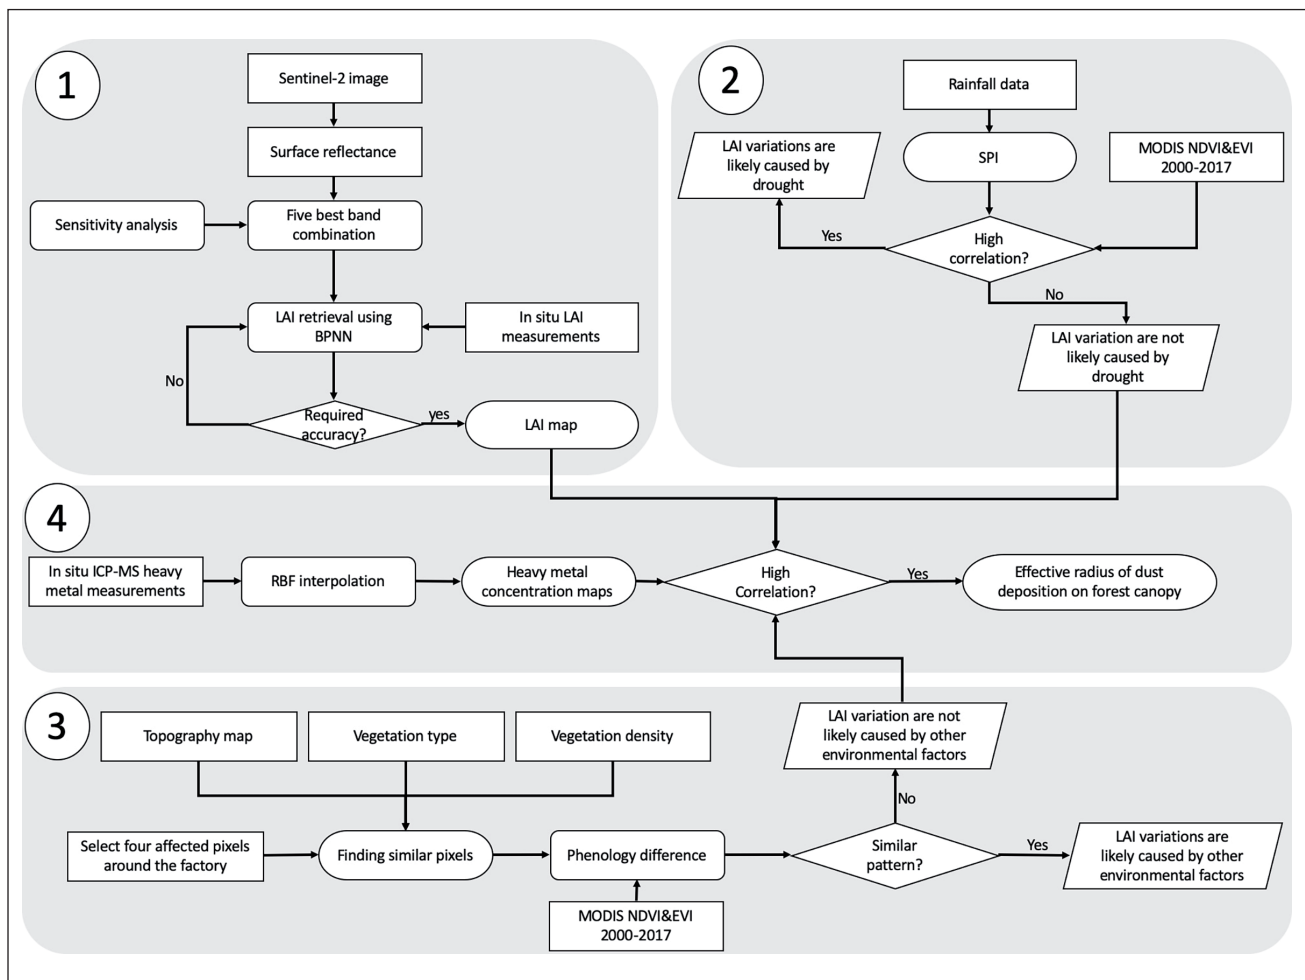 1
Sentinel-2 image
Surface reflectance
Sensitivity analysis
Five best band
combination
LAI retrieval using
BPNN
In situ LAI
measurements
No
Required
accuracy?
yes
LAI map
2
Rainfall data
LAI variations are
likely caused by
drought
SPI
MODIS NDVI&EVI
2000-2017
Yes
High
correlation?
No
LAI variation are not
likely caused by
drought
4
In situ ICP-MS heavy
metal measurements
RBF interpolation
Heavy metal
concentration maps
High
Correlation?
Yes
Effective radius of dust
deposition on forest canopy
3
Topography map
Vegetation type
Vegetation density
LAI variation are not
likely caused by other
environmental factors
No
Select four affected pixels
around the factory
Finding similar pixels
Phenology difference
Similar
pattern?
Yes
LAI variations are
likely caused by other
environmental factors
MODIS NDVI&EVI
2000-2017